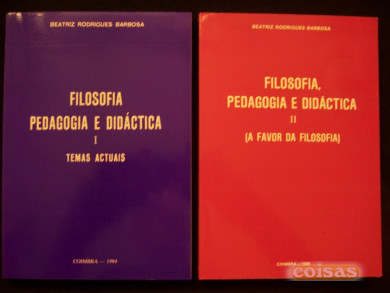 BEATRIZ RODRIGUES BARBOSA
FILOSOFIA
PEDAGOGIA E DIDÁCTICA
I
TEMAS ACTUAIS
COIMBRA — 1984
BEATRIZ RODRIGUES BARBOSA
FILOSOFIA,
PEDAGOGIA E DIDÁCTICA
II
(A FAVOR DA FILOSOFIA)
COIMBRA —
coisas